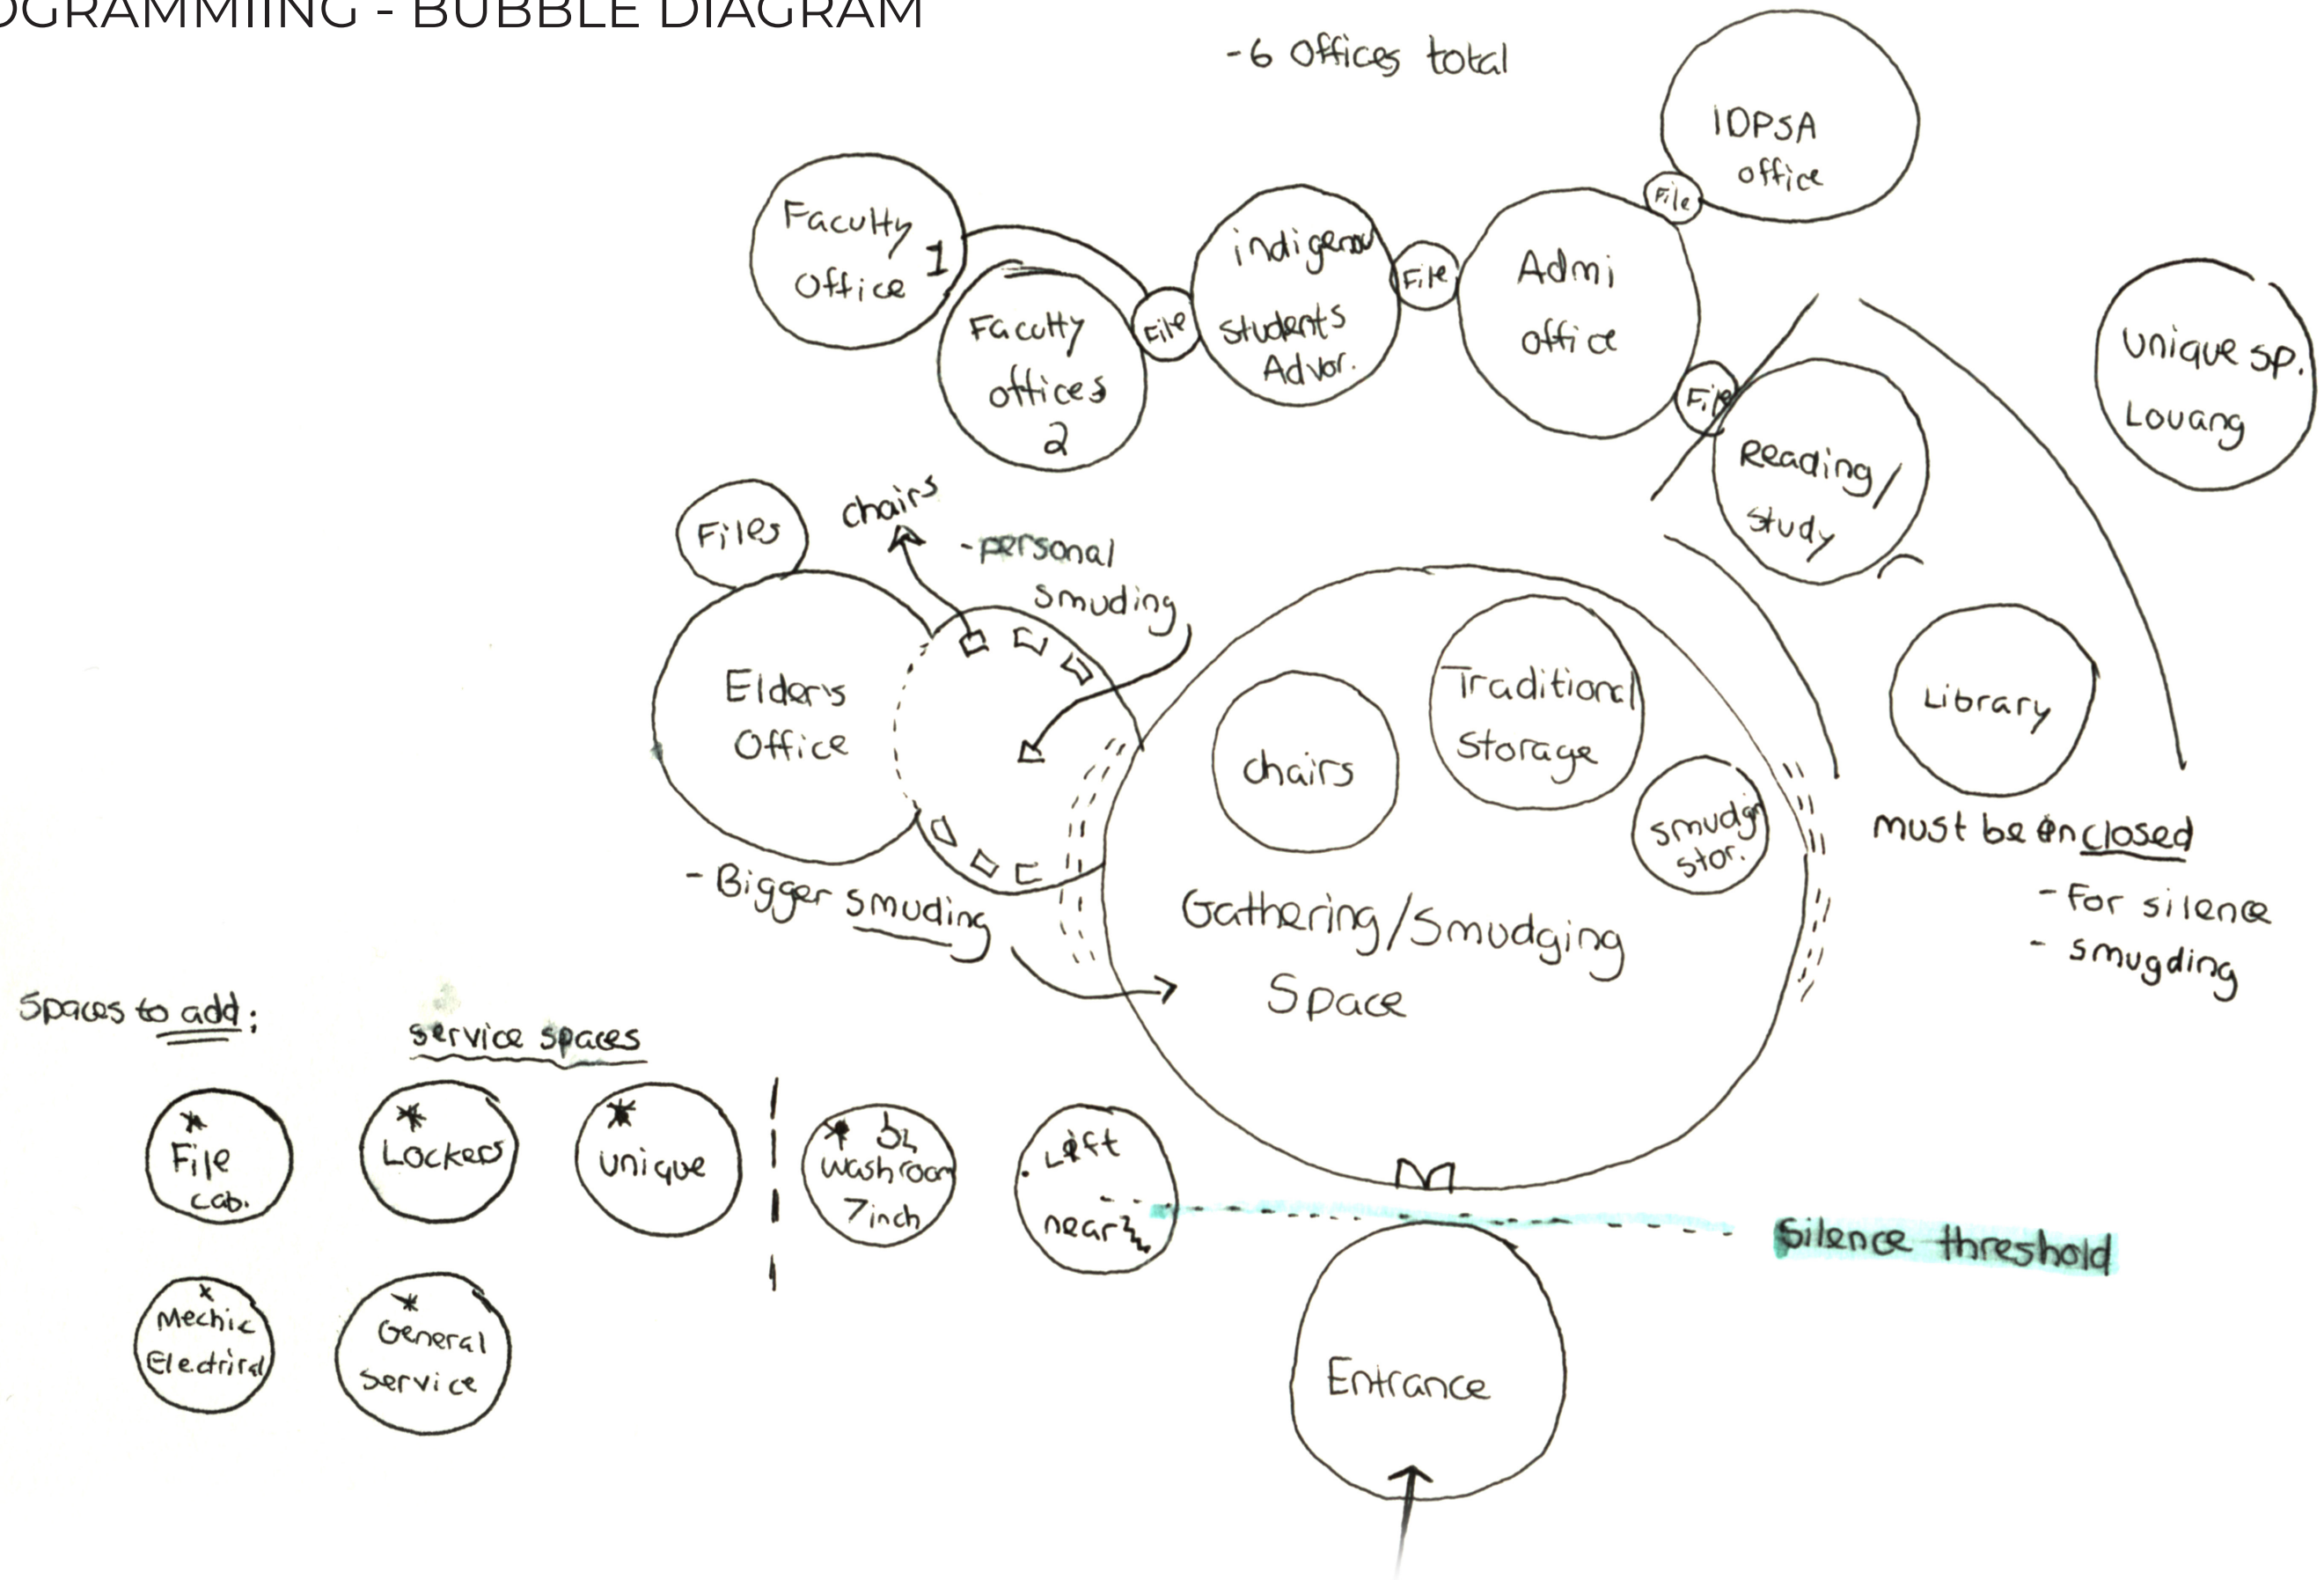 OGRAMMIING - BUBBLE DIAGRAM
-6 Offices total
IDPSA
office
File
Faculty
Office 1
Faculty
offices
2
File
Students
Advor.
File
Admi
office
File
Reading/
study
unique sp.
Louang
Files
chairs
-personal
smuding
Elder's
Office
Traditional
Storage
chairs
smudg
stor.
Library
must be enclosed
- For silence
- smugding
- Bigger smuding
Gathering/Smudging
Space
Spaces to add:
service spaces
File
cab.
Lockers
unique
washroom
7inch
Lift
near
Silence threshold
Mechic
Electriral
General
service
Entrance